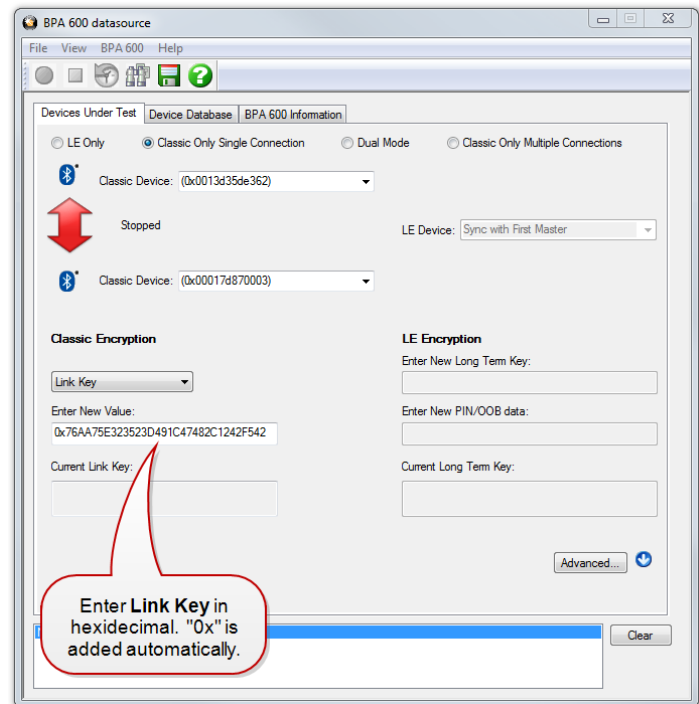 BPA 600 datasource
File View BPA 600 Help
Devices Under Test Device Database BPA 600 Information
LE Only Classic Only Single Connection Dual Mode Classic Only Multiple Connections
Classic Device: (0x0013d35de362)
Stopped
LE Device: Sync with First Master
Classic Device: (0x00017d870003)
Classic Encryption LE Encryption
Enter New Long Term Key:
Link Key
Enter New Value: Enter New PIN/OOB data:
0x76AA75E323523D491C47482C1242F542
Current Link Key: Current Long Term Key:
Advanced...
Enter Link Key in
hexidecimal. "0x" is
added automatically.
Clear